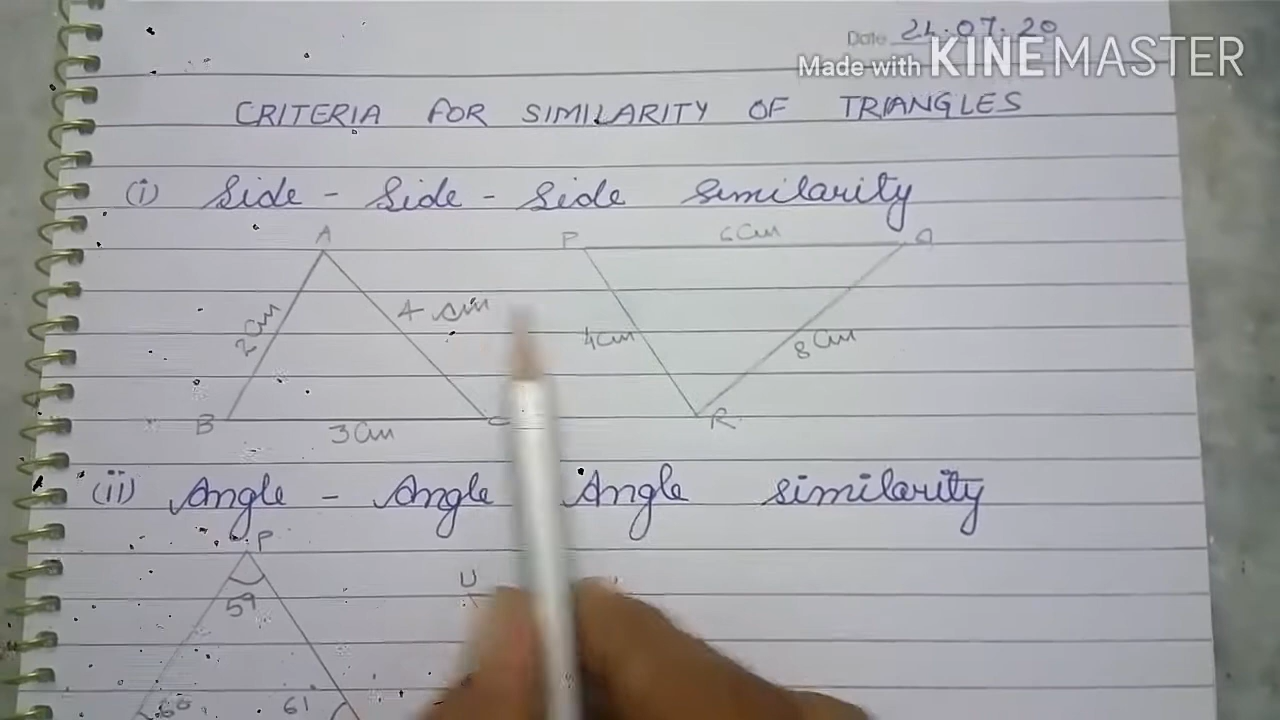 Date 24.07.20
Made with KINEMASTER
CRITERIA FOR SIMILARITY OF TRIANGLES
(i) Side - Side - Side similarity
A P 6cm Q
2cm 4 cm 4cm 8cm
B 3cm C R
(ii) Angle - Angle Angle similarity
P
U
59
60 61°